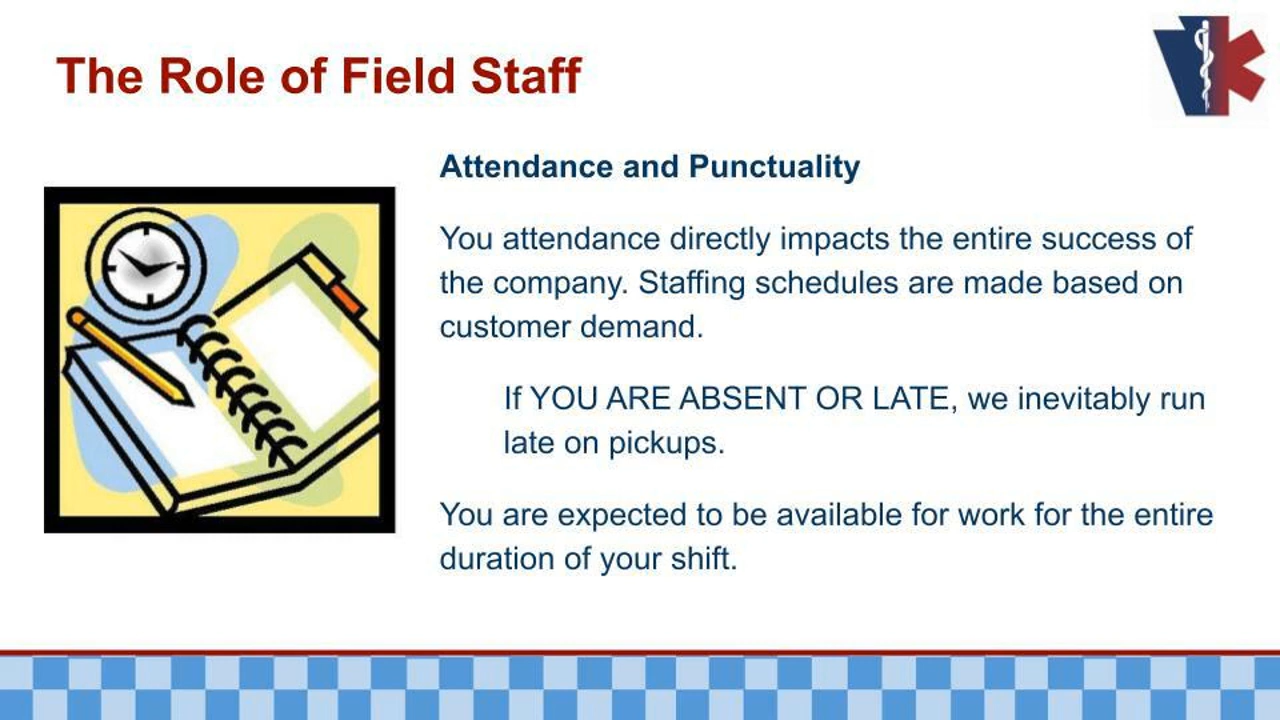 The Role of Field Staff
Attendance and Punctuality
You attendance directly impacts the entire success of
the company. Staffing schedules are made based on
customer demand.
If YOU ARE ABSENT OR LATE, we inevitably run
late on pickups.
You are expected to be available for work for the entire
duration of your shift.